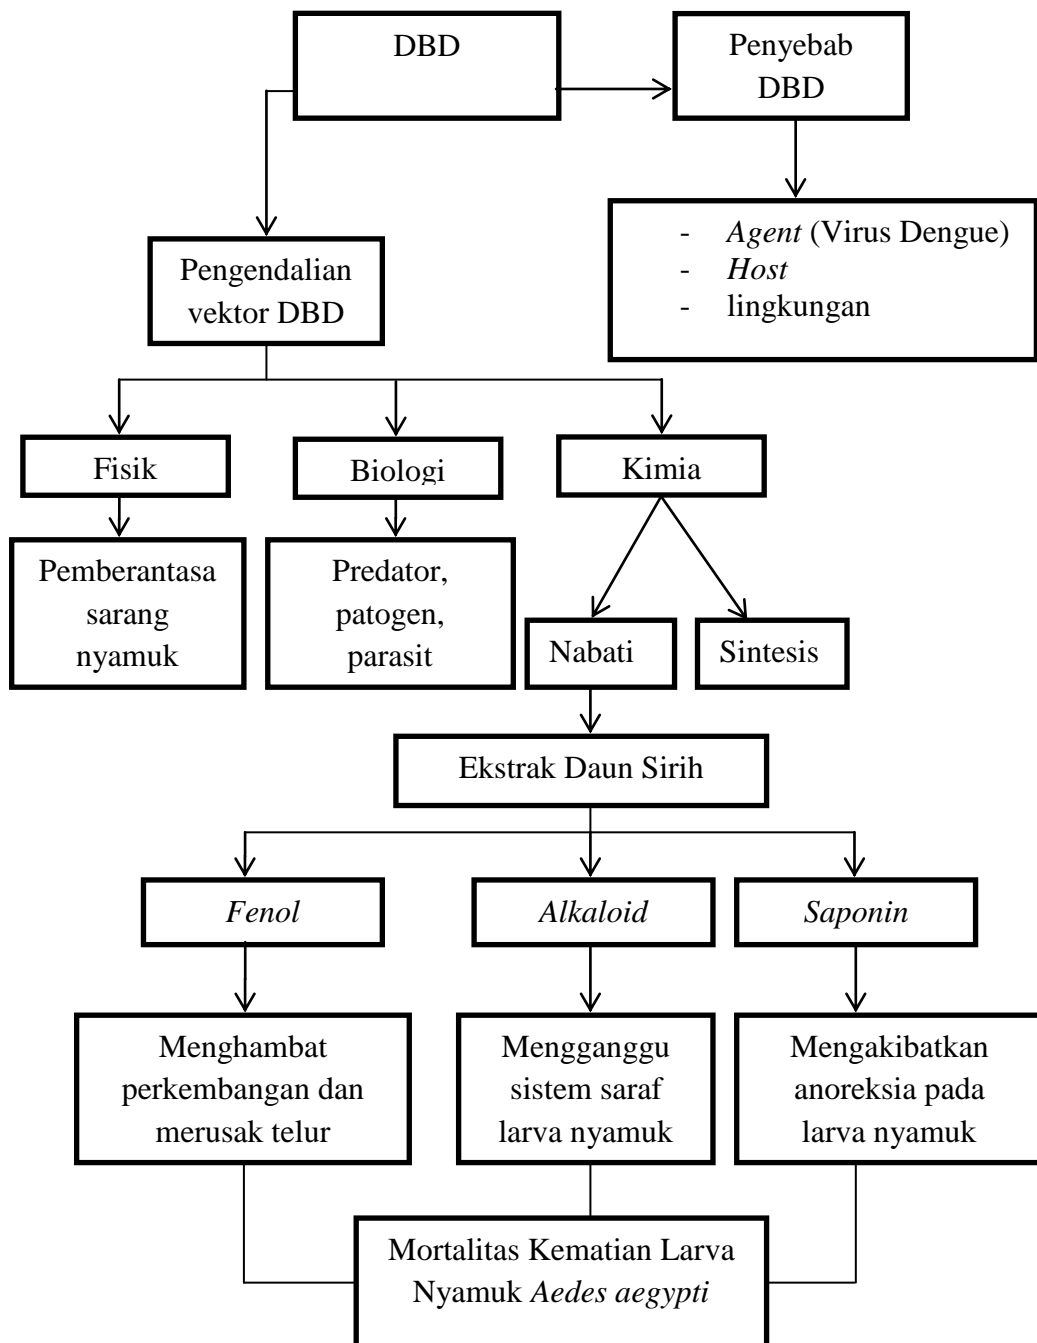 DBD
Penyebab
DBD
- Agent (Virus Dengue)
- Host
- lingkungan
Pengendalian
vektor DBD
Fisik
Biologi
Kimia
Pemberantasa
sarang
nyamuk
Predator,
patogen,
parasit
Nabati
Sintesis
Ekstrak Daun Sirih
Fenol
Alkaloid
Saponin
Menghambat
perkembangan dan
merusak telur
Mengganggu
sistem saraf
larva nyamuk
Mengakibatkan
anoreksia pada
larva nyamuk
Mortalitas Kematian Larva
Nyamuk Aedes aegypti